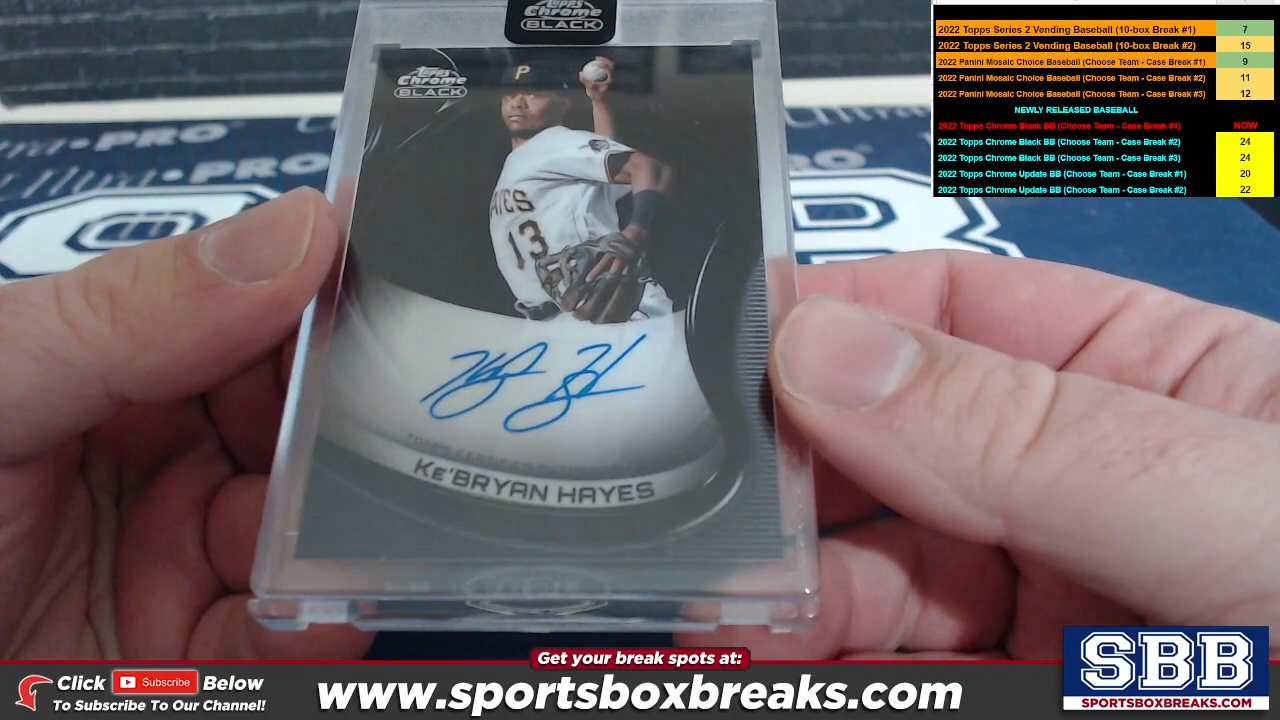 Topps
Chrome
BLACK
2022 Topps Series 2 Vending Baseball (10-box Break #1) 7
2022 Topps Series 2 Vending Baseball (10-box Break #2) 15
2022 Panini Mosaic Choice Baseball (Choose Team - Case Break #1) 9
2022 Panini Mosaic Choice Baseball (Choose Team - Case Break #2) 11
2022 Panini Mosaic Choice Baseball (Choose Team - Case Break #3) 12
NEWLY RELEASED BASEBALL
2022 Topps Chrome Black BB (Choose Team - Case Break #1) NOW
2022 Topps Chrome Black BB (Choose Team - Case Break #2) 24
2022 Topps Chrome Black BB (Choose Team - Case Break #3) 24
2022 Topps Chrome Update BB (Choose Team - Case Break #1) 20
2022 Topps Chrome Update BB (Choose Team - Case Break #2) 22
Topps
Chrome
BLACK
P
13
TOPPS CERTIFIED
KE'BRYAN HAYES
PRO
PRO
Get your break spots at:
Click Subscribe Below
To Subscribe To Our Channel!
www.sportsboxbreaks.com
SBB
SPORTSBOXBREAKS.COM